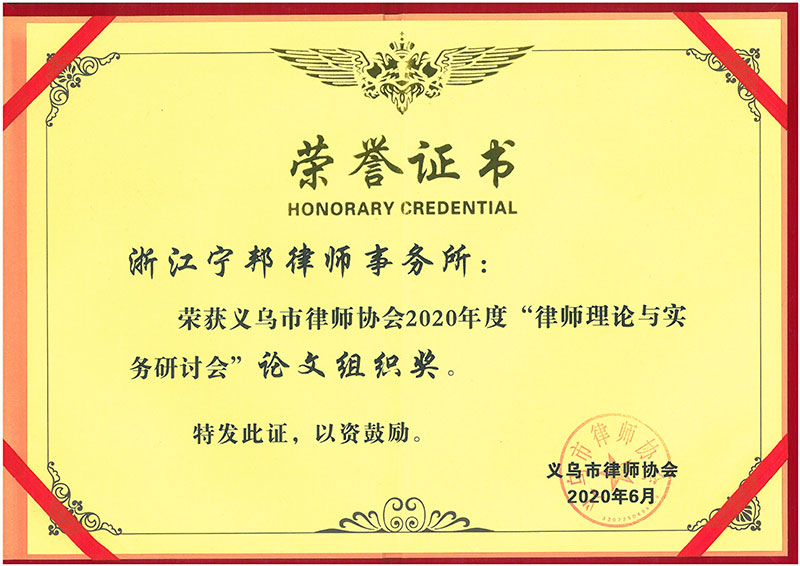 荣誉证书
HONORARY CREDENTIAL
浙江宁邦律师事务所：
荣获义乌市律师协会2020年度“律师理论与实
务研讨会”论文组织奖。
特发此证，以资鼓励。
义乌市律师协会
2020年6月